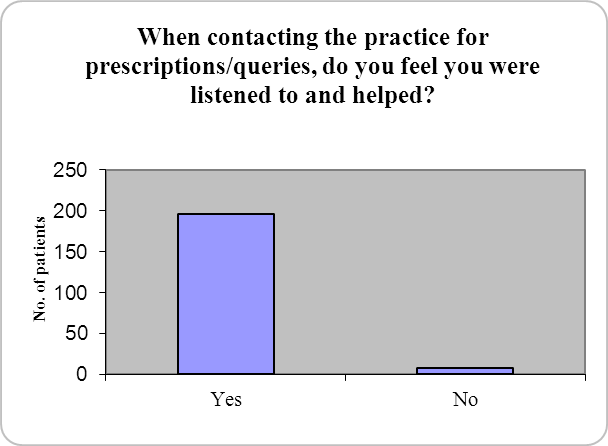 When contacting the practice for
prescriptions/queries, do you feel you were
listened to and helped?
No. of patients
250
200
150
100
50
0
Yes
No